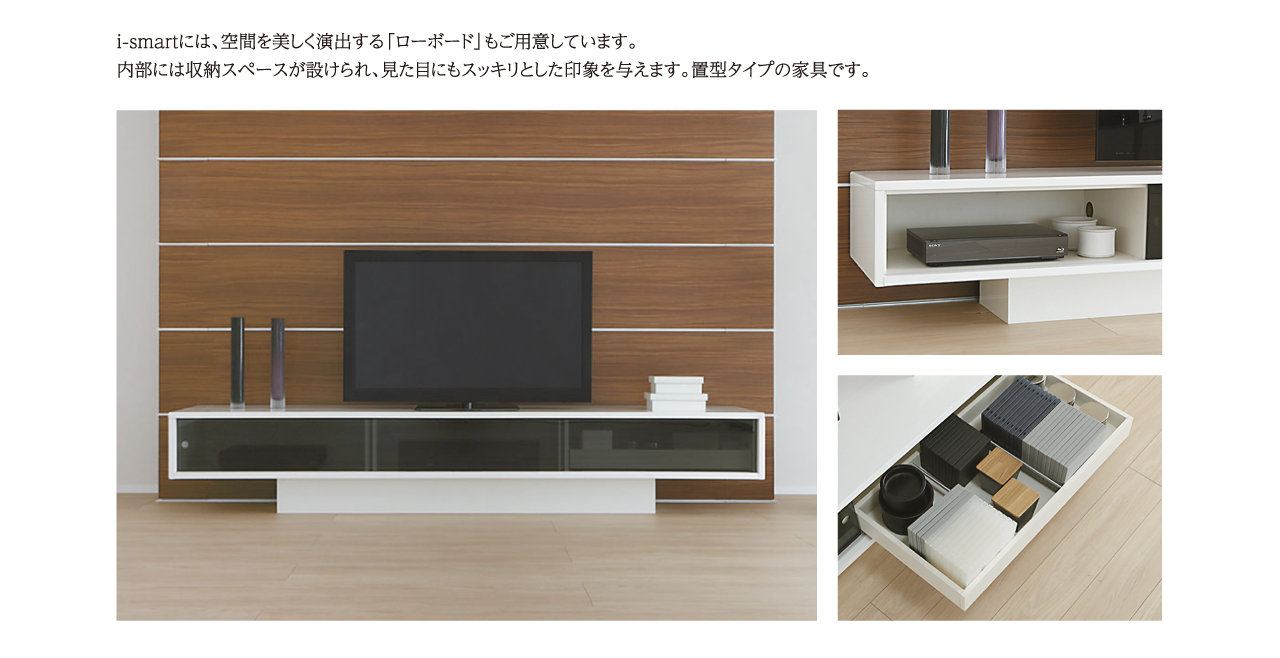 i-smartには、空間を美しく演出する「ローボード」もご用意しています。
内部には収納スペースが設けられ、見た目にもスッキリとした印象を与えます。置型タイプの家具です。
SONY